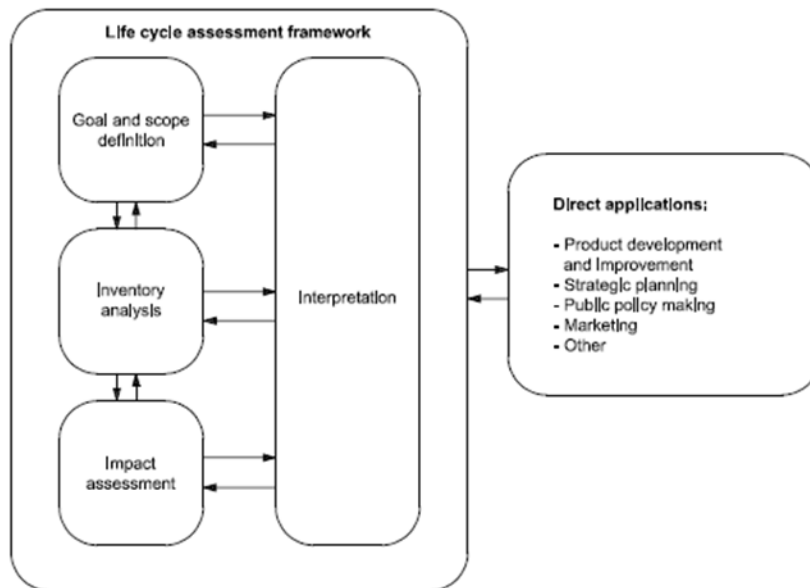 Life cycle assessment framework
Goal and scope
definition
Inventory
analysis
Impact
assessment
Interpretation
Direct applications:
- Product development
and Improvement
- Strategic planning
- Public policy making
- Marketing
- Other